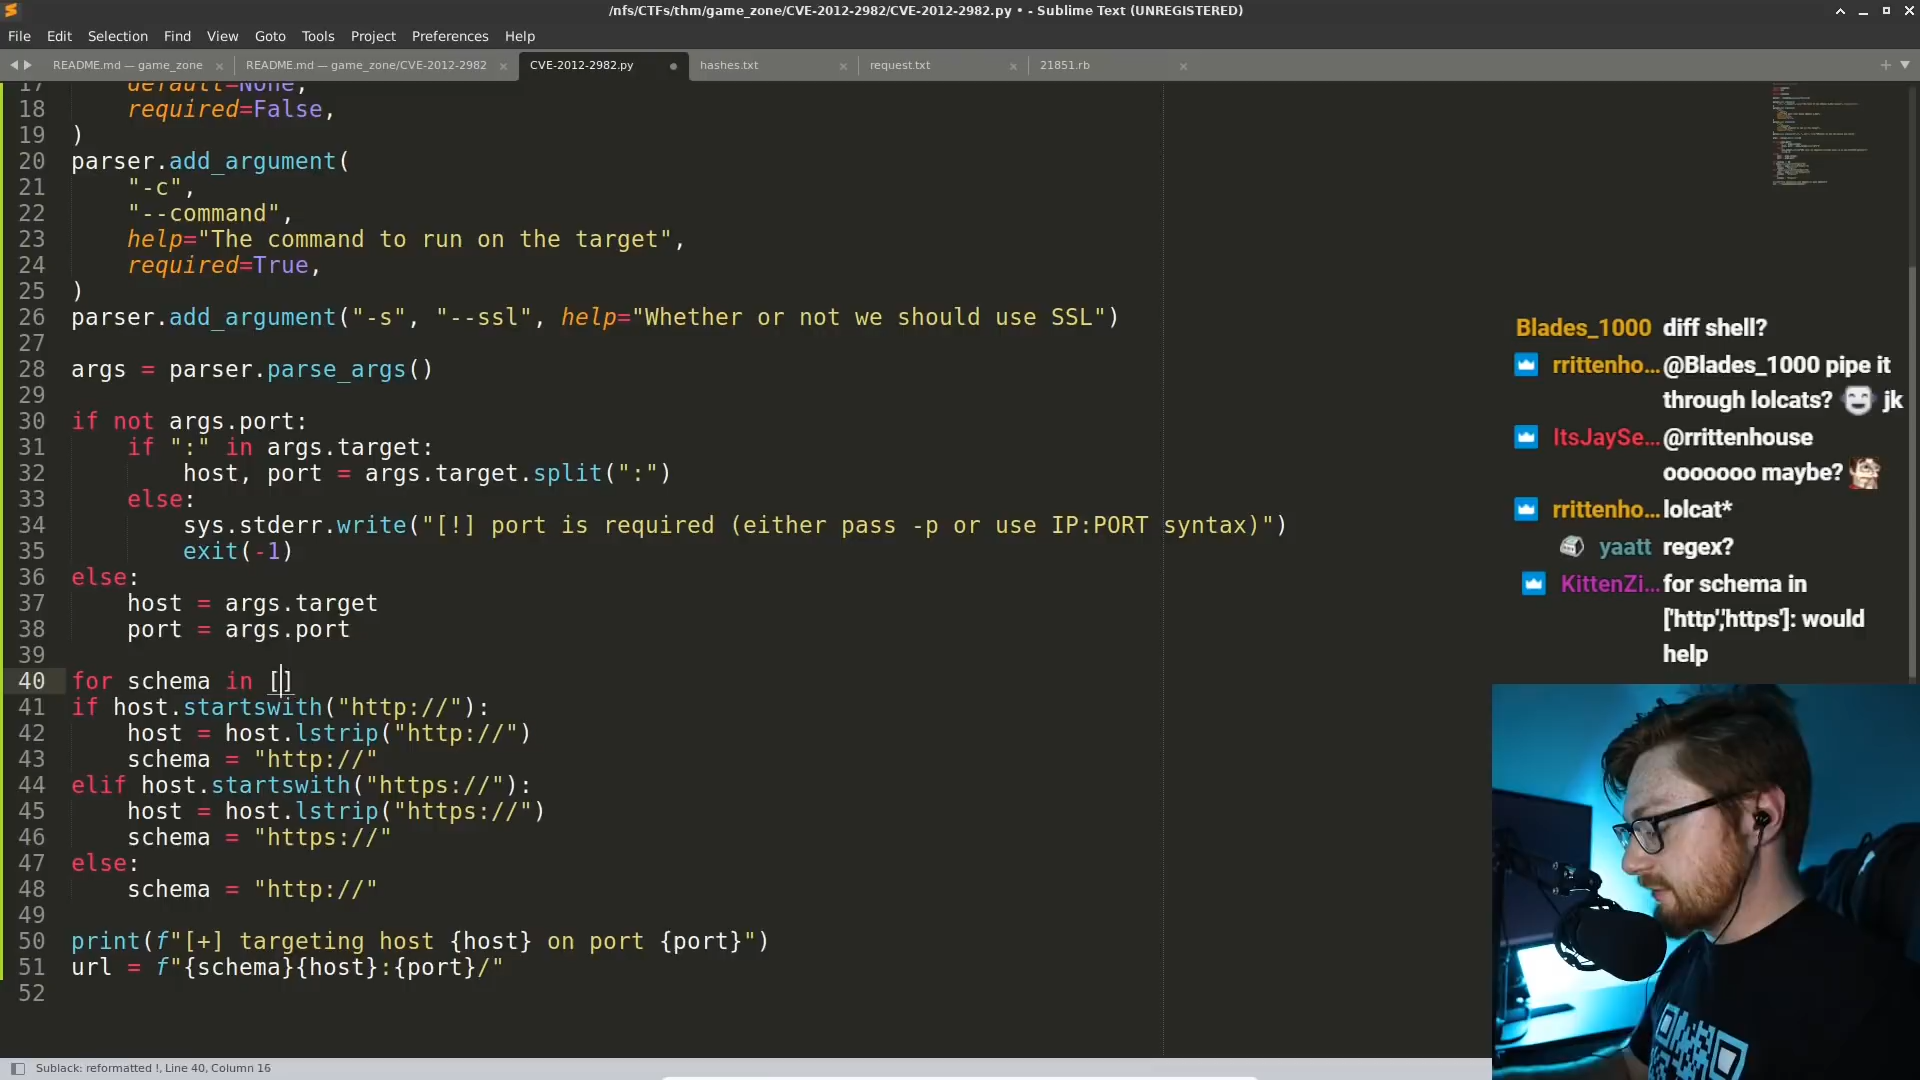 /nfs/CTFs/thm/game_zone/CVE-2012-2982/CVE-2012-2982.py • - Sublime Text (UNREGISTERED)
File Edit Selection Find View Goto Tools Project Preferences Help
README.md — game_zone × README.md — game_zone/CVE-2012-2982 × CVE-2012-2982.py ● hashes.txt × request.txt × 21851.rb ×
17 default=None,
18 required=False,
19 )
20 parser.add_argument(
21 "-c",
22 "--command",
23 help="The command to run on the target",
24 required=True,
25 )
26 parser.add_argument("-s", "--ssl", help="Whether or not we should use SSL")
27
28 args = parser.parse_args()
29
30 if not args.port:
31 if ":" in args.target:
32 host, port = args.target.split(":")
33 else:
34 sys.stderr.write("[!] port is required (either pass -p or use IP:PORT syntax)")
35 exit(-1)
36 else:
37 host = args.target
38 port = args.port
39
40 for schema in []
41 if host.startswith("http://"):
42 host = host.lstrip("http://")
43 schema = "http://"
44 elif host.startswith("https://"):
45 host = host.lstrip("https://")
46 schema = "https://"
47 else:
48 schema = "http://"
49
50 print(f"[+] targeting host {host} on port {port}")
51 url = f"{schema}{host}:{port}/"
52
Blades_1000 diff shell?
rrittenho... @Blades_1000 pipe it
through lolcats? jk
ItsJaySe... @rrittenhouse
ooooooo maybe?
rrittenho... lolcat*
yaatt regex?
KittenZi... for schema in
['http','https']: would
help
Sublack: reformatted !, Line 40, Column 16